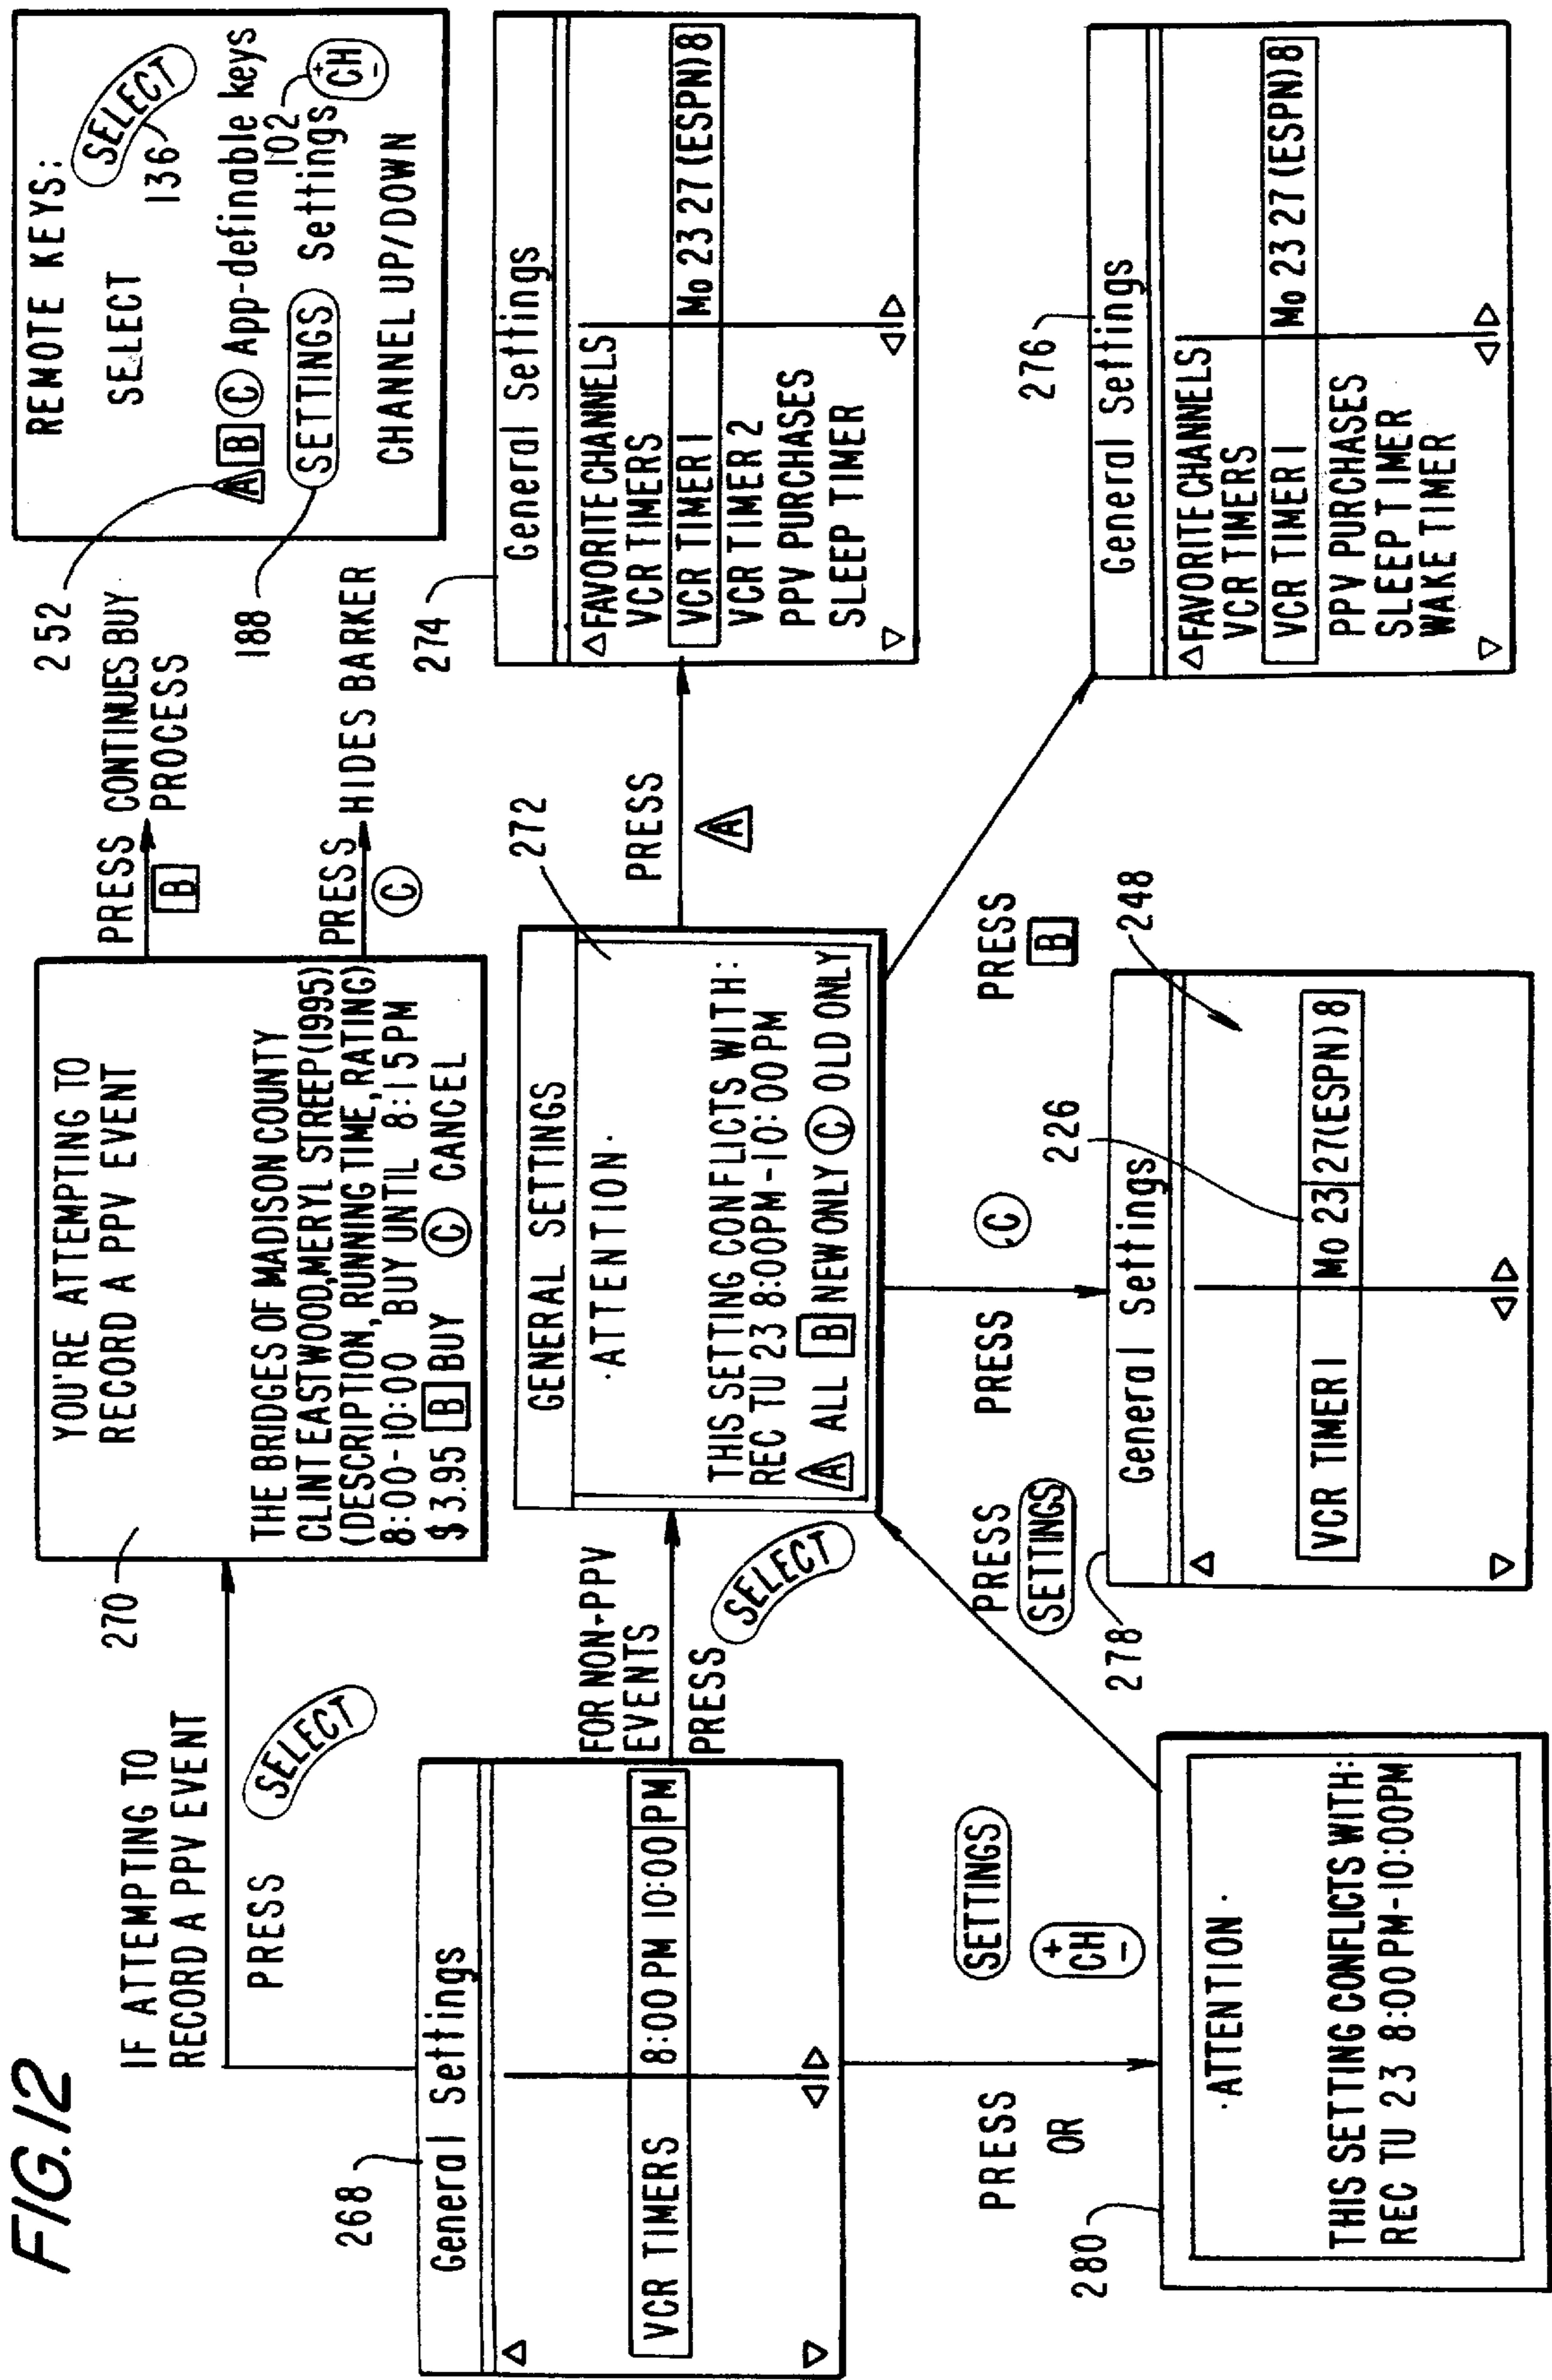 FIG.12
IF ATTEMPTING TO
RECORD A PPV EVENT
PRESS
SELECT
270
YOU'RE ATTEMPTING TO
RECORD A PPV EVENT
THE BRIDGES OF MADISON COUNTY
CLINT EASTWOOD,MERYL STREEP(1995)
(DESCRIPTION, RUNNING TIME, RATING)
8:00-10:00 BUY UNTIL 8:15PM
$3.95 B BUY C CANCEL
PRESS
B
CONTINUES BUY
PROCESS
PRESS
C
HIDES BARKER
REMOTE KEYS:
SELECT
SELECT
136
252
A B C App-definable keys
102
188
SETTINGS Settings
+
CH
-
CHANNEL UP/DOWN
268
General Settings
VCR TIMERS 8:00PM 10:00 PM
FOR NON-PPV
EVENTS
PRESS
SELECT
272
GENERAL SETTINGS
·ATTENTION·
THIS SETTING CONFLICTS WITH:
REC TU 23 8:00PM-10:00PM
A ALL B NEW ONLY C OLD ONLY
PRESS
A
274
General Settings
FAVORITE CHANNELS
VCR TIMERS
VCR TIMER 1 Mo 23 27 (ESPN) 8
VCR TIMER 2
PPV PURCHASES
SLEEP TIMER
PRESS
OR
SETTINGS
+
CH
-
280
·ATTENTION·
THIS SETTING CONFLICTS WITH:
REC TU 23 8:00PM-10:00PM
PRESS
SETTINGS
PRESS
C
278
General Settings
226
248
VCR TIMER 1 Mo 23 27(ESPN) 8
PRESS
B
276
General Settings
FAVORITE CHANNELS
VCR TIMERS
VCR TIMER 1 Mo 23 27 (ESPN) 8
PPV PURCHASES
SLEEP TIMER
WAKE TIMER